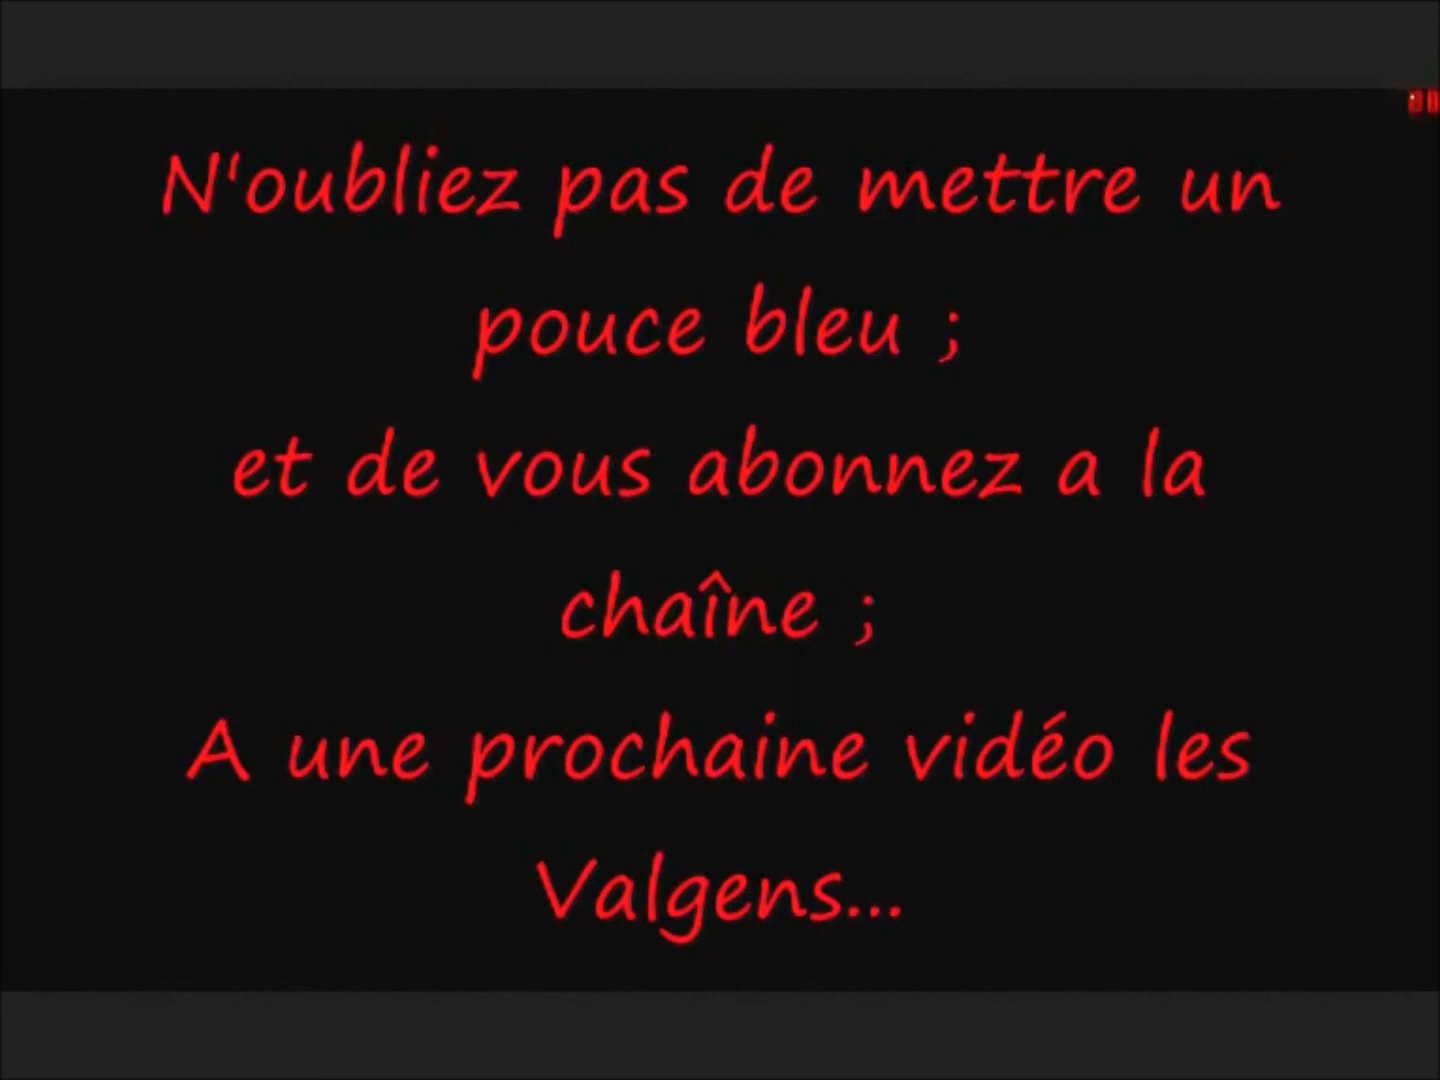 N'oubliez pas de mettre un
pouce bleu ;
et de vous abonnez a la
chaîne ;
A une prochaine vidéo les
Valgens...